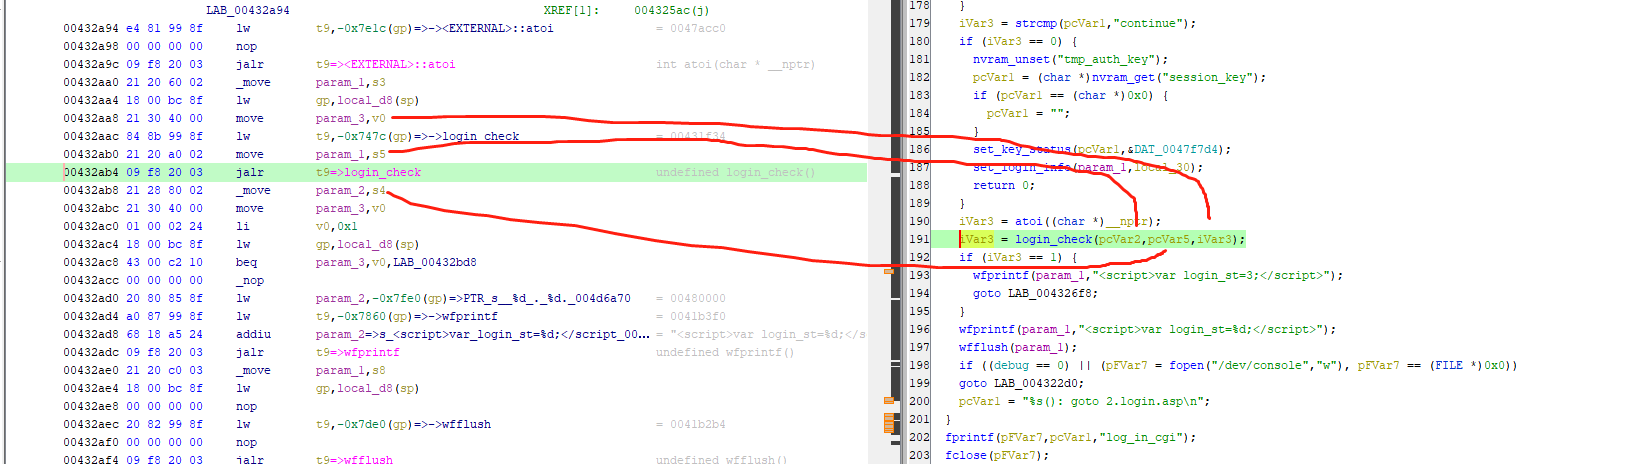 LAB_00432a94 XREF[1]: 004325ac(j)
00432a94 e4 81 99 8f lw t9,-0x7e1c(gp)=>-><EXTERNAL>::atoi = 0047acc0
00432a98 00 00 00 00 nop
00432a9c 09 f8 20 03 jalr t9=><EXTERNAL>::atoi int atoi(char * __nptr)
00432aa0 21 20 60 02 _move param_1,s3
00432aa4 18 00 bc 8f lw gp,local_d8(sp)
00432aa8 21 30 40 00 move param_3,v0
00432aac 84 8b 99 8f lw t9,-0x747c(gp)=>->login_check = 00431f34
00432ab0 21 20 a0 02 move param_1,s5
00432ab4 09 f8 20 03 jalr t9=>login_check undefined login_check()
00432ab8 21 28 80 02 _move param_2,s4
00432abc 21 30 40 00 move param_3,v0
00432ac0 01 00 02 24 li v0,0x1
00432ac4 18 00 bc 8f lw gp,local_d8(sp)
00432ac8 43 00 c2 10 beq param_3,v0,LAB_00432bd8
00432acc 00 00 00 00 _nop
00432ad0 20 80 85 8f lw param_2,-0x7fe0(gp)=>PTR_s__%d_._%d._004d6a70 = 00480000
00432ad4 a0 87 99 8f lw t9,-0x7860(gp)=>->wfprintf = 0041b3f0
00432ad8 68 18 a5 24 addiu param_2=>s_<script>var_login_st=%d;</script_00... = "<script>var login_st=%d;</s
00432adc 09 f8 20 03 jalr t9=>wfprintf undefined wfprintf()
00432ae0 21 20 c0 03 _move param_1,s8
00432ae4 18 00 bc 8f lw gp,local_d8(sp)
00432ae8 00 00 00 00 nop
00432aec 20 82 99 8f lw t9,-0x7de0(gp)=>->wfflush = 0041b2b4
00432af0 00 00 00 00 nop
00432af4 09 f8 20 03 jalr t9=>wfflush undefined wfflush()
178 }
179 iVar3 = strcmp(pcVar1,"continue");
180 if (iVar3 == 0) {
181 nvram_unset("tmp_auth_key");
182 pcVar1 = (char *)nvram_get("session_key");
183 if (pcVar1 == (char *)0x0) {
184 pcVar1 = "";
185 }
186 set_key_status(pcVar1,&DAT_0047f7d4);
187 set_login_info(param_1,local_30);
188 return 0;
189 }
190 iVar3 = atoi((char *)__nptr);
191 iVar3 = login_check(pcVar2,pcVar5,iVar3);
192 if (iVar3 == 1) {
193 wfprintf(param_1,"<script>var login_st=3;</script>");
194 goto LAB_004326f8;
195 }
196 wfprintf(param_1,"<script>var login_st=%d;</script>");
197 wfflush(param_1);
198 if ((debug == 0) || (pFVar7 = fopen("/dev/console","w"), pFVar7 == (FILE *)0x0))
199 goto LAB_004322d0;
200 pcVar1 = "%s(): goto 2.login.asp\n";
201 }
202 fprintf(pFVar7,pcVar1,"log_in_cgi");
203 fclose(pFVar7);